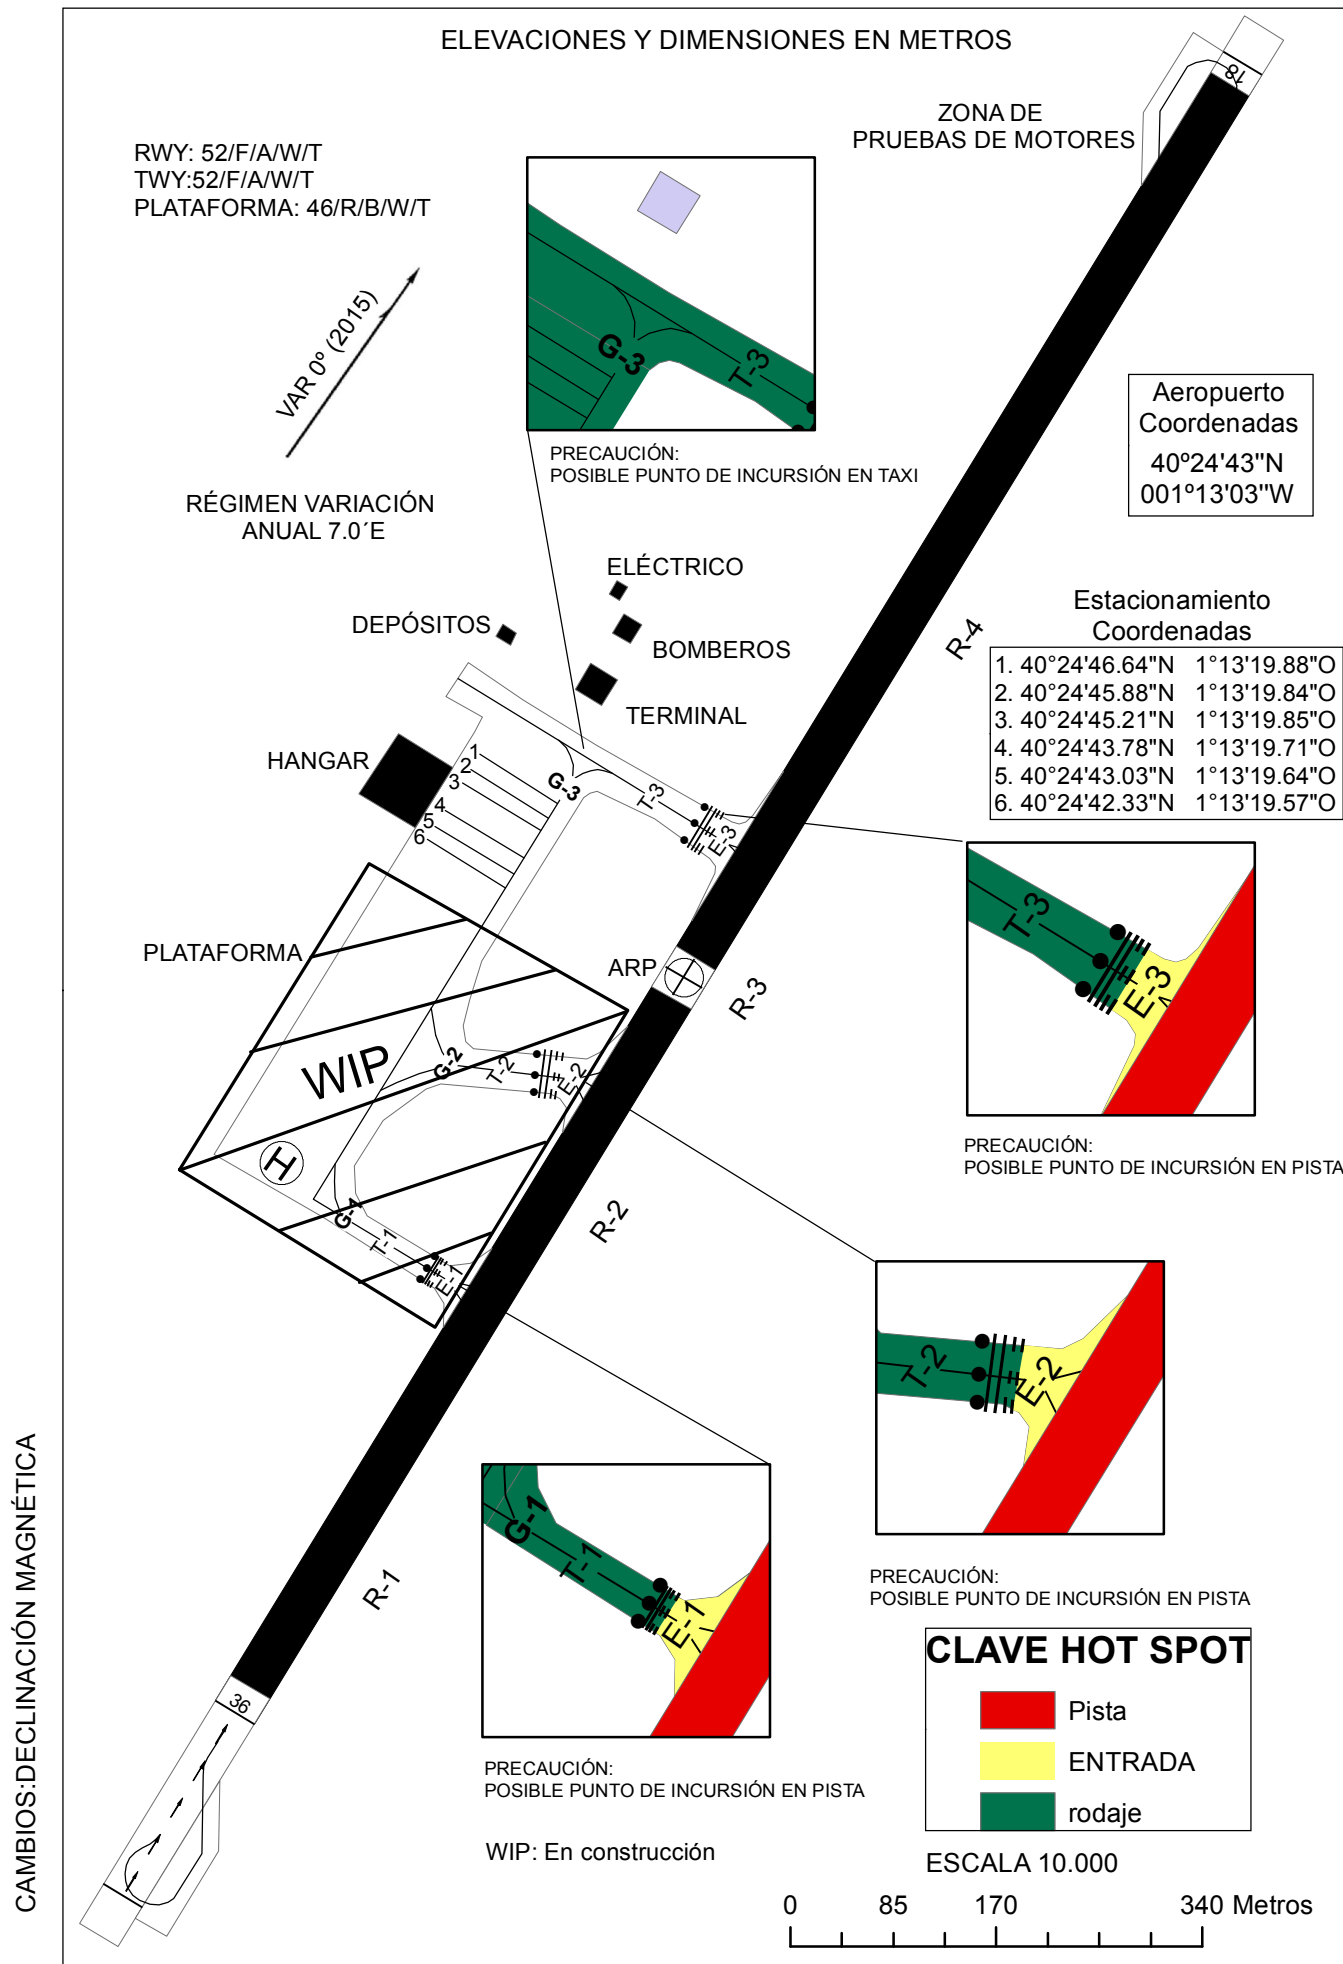 ELEVACIONES Y DIMENSIONES EN METROS
18
ZONA DE
PRUEBAS DE MOTORES
RWY: 52/F/A/W/T
TWY:52/F/A/W/T
PLATAFORMA: 46/R/B/W/T
VAR 0º (2015)
RÉGIMEN VARIACIÓN
ANUAL 7.0´E
G-3
T-3
PRECAUCIÓN:
POSIBLE PUNTO DE INCURSIÓN EN TAXI
Aeropuerto
Coordenadas
40º24'43"N
001º13'03"W
ELÉCTRICO
DEPÓSITOS
BOMBEROS
TERMINAL
HANGAR
R-4
Estacionamiento
Coordenadas
1. 40°24'46.64"N 1°13'19.88"O
2. 40°24'45.88"N 1°13'19.84"O
3. 40°24'45.21"N 1°13'19.85"O
4. 40°24'43.78"N 1°13'19.71"O
5. 40°24'43.03"N 1°13'19.64"O
6. 40°24'42.33"N 1°13'19.57"O
1
2
3
4
5
6
G-3
T-3
E-3
PLATAFORMA
ARP
R-3
T-3
E-3
PRECAUCIÓN:
POSIBLE PUNTO DE INCURSIÓN EN PISTA
WIP
G-2
T-2
E-2
H
G-1
T-1
E-1
R-2
T-2
E-2
PRECAUCIÓN:
POSIBLE PUNTO DE INCURSIÓN EN PISTA
G-1
T-1
E-1
PRECAUCIÓN:
POSIBLE PUNTO DE INCURSIÓN EN PISTA
R-1
36
CLAVE HOT SPOT
Pista
ENTRADA
rodaje
WIP: En construcción
ESCALA 10.000
0 85 170 340 Metros
CAMBIOS:DECLINACIÓN MAGNÉTICA